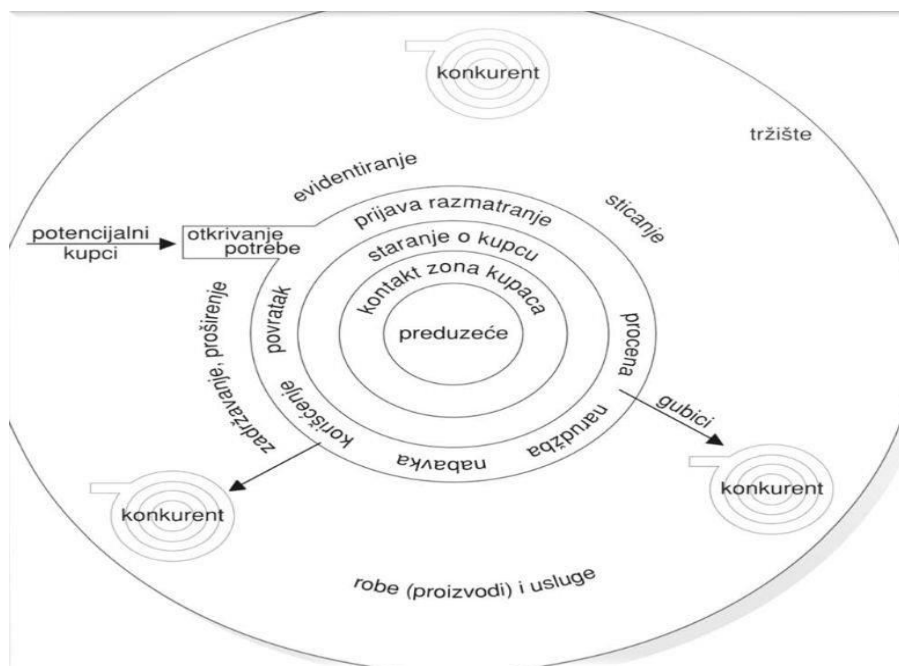 konkurent
tržište
evidentiranje
sticanje
prijava razmatranje
potencijalni
kupci
otkrivanje
potrebe
staranje o kupcu
kontakt zona kupaca
preduzeće
povratak
procena
zadržavanje, proširenje
korišćenje
nabavka
narudžba
gubici
konkurent
konkurent
robe (proizvodi) i usluge